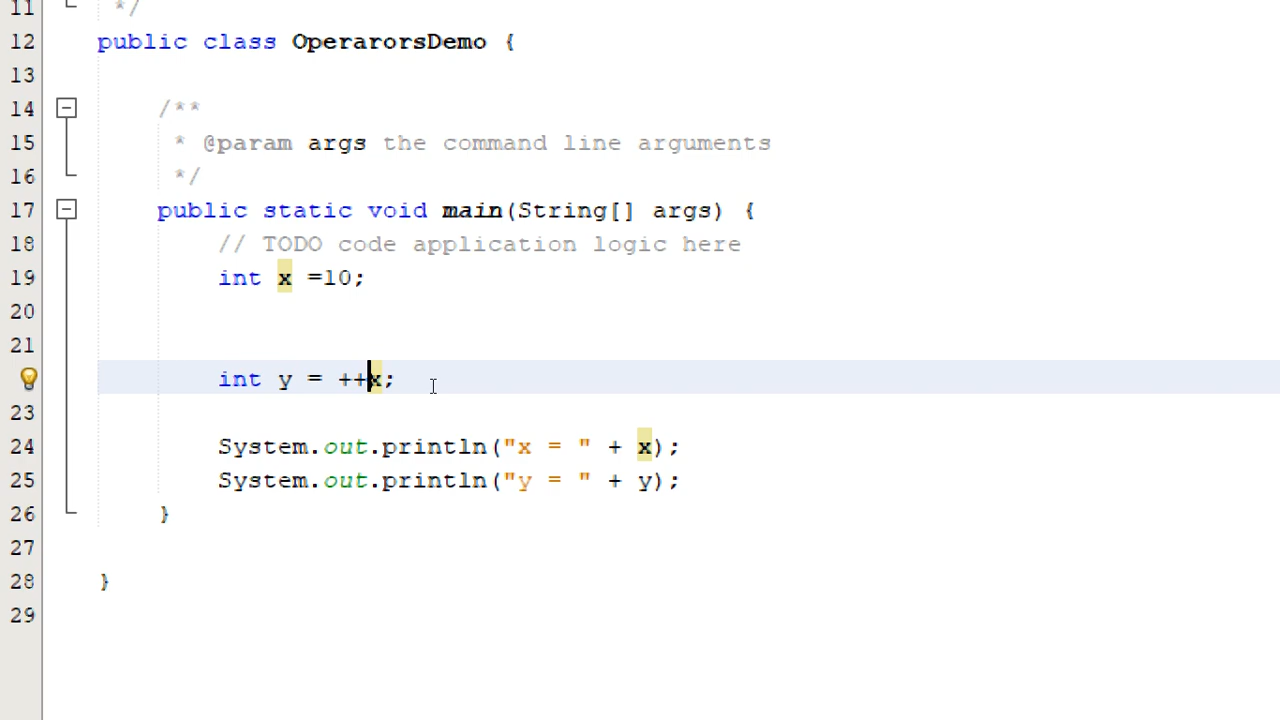 11 */
12 public class OperarorsDemo {
13
14 /**
15 * @param args the command line arguments
16 */
17 public static void main(String[] args) {
18 // TODO code application logic here
19 int x =10;
20
21
int y = ++x;
23
24 System.out.println("x = " + x);
25 System.out.println("y = " + y);
26 }
27
28 }
29